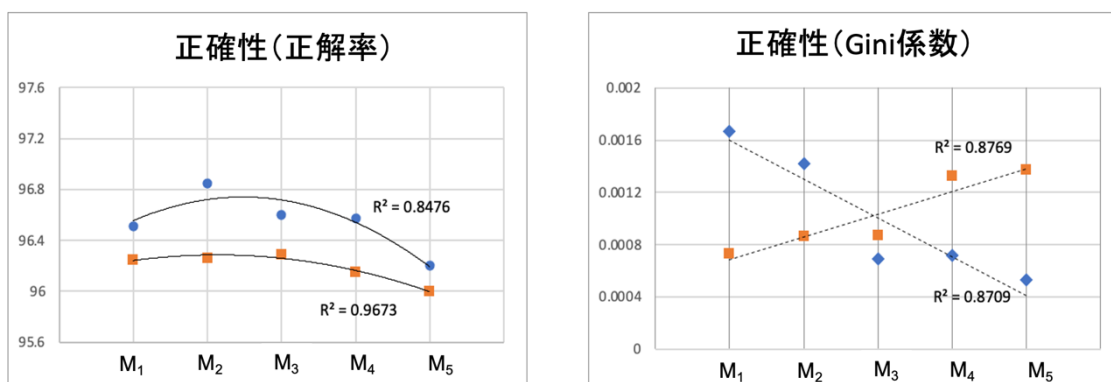 正確性(正解率)
97.6
97.2
96.8
96.4
96
95.6
R² = 0.8476
R² = 0.9673
M₁ M₂ M₃ M₄ M₅
正確性(Gini係数)
0.002
0.0016
0.0012
0.0008
0.0004
0
R² = 0.8769
R² = 0.8709
M₁ M₂ M₃ M₄ M₅